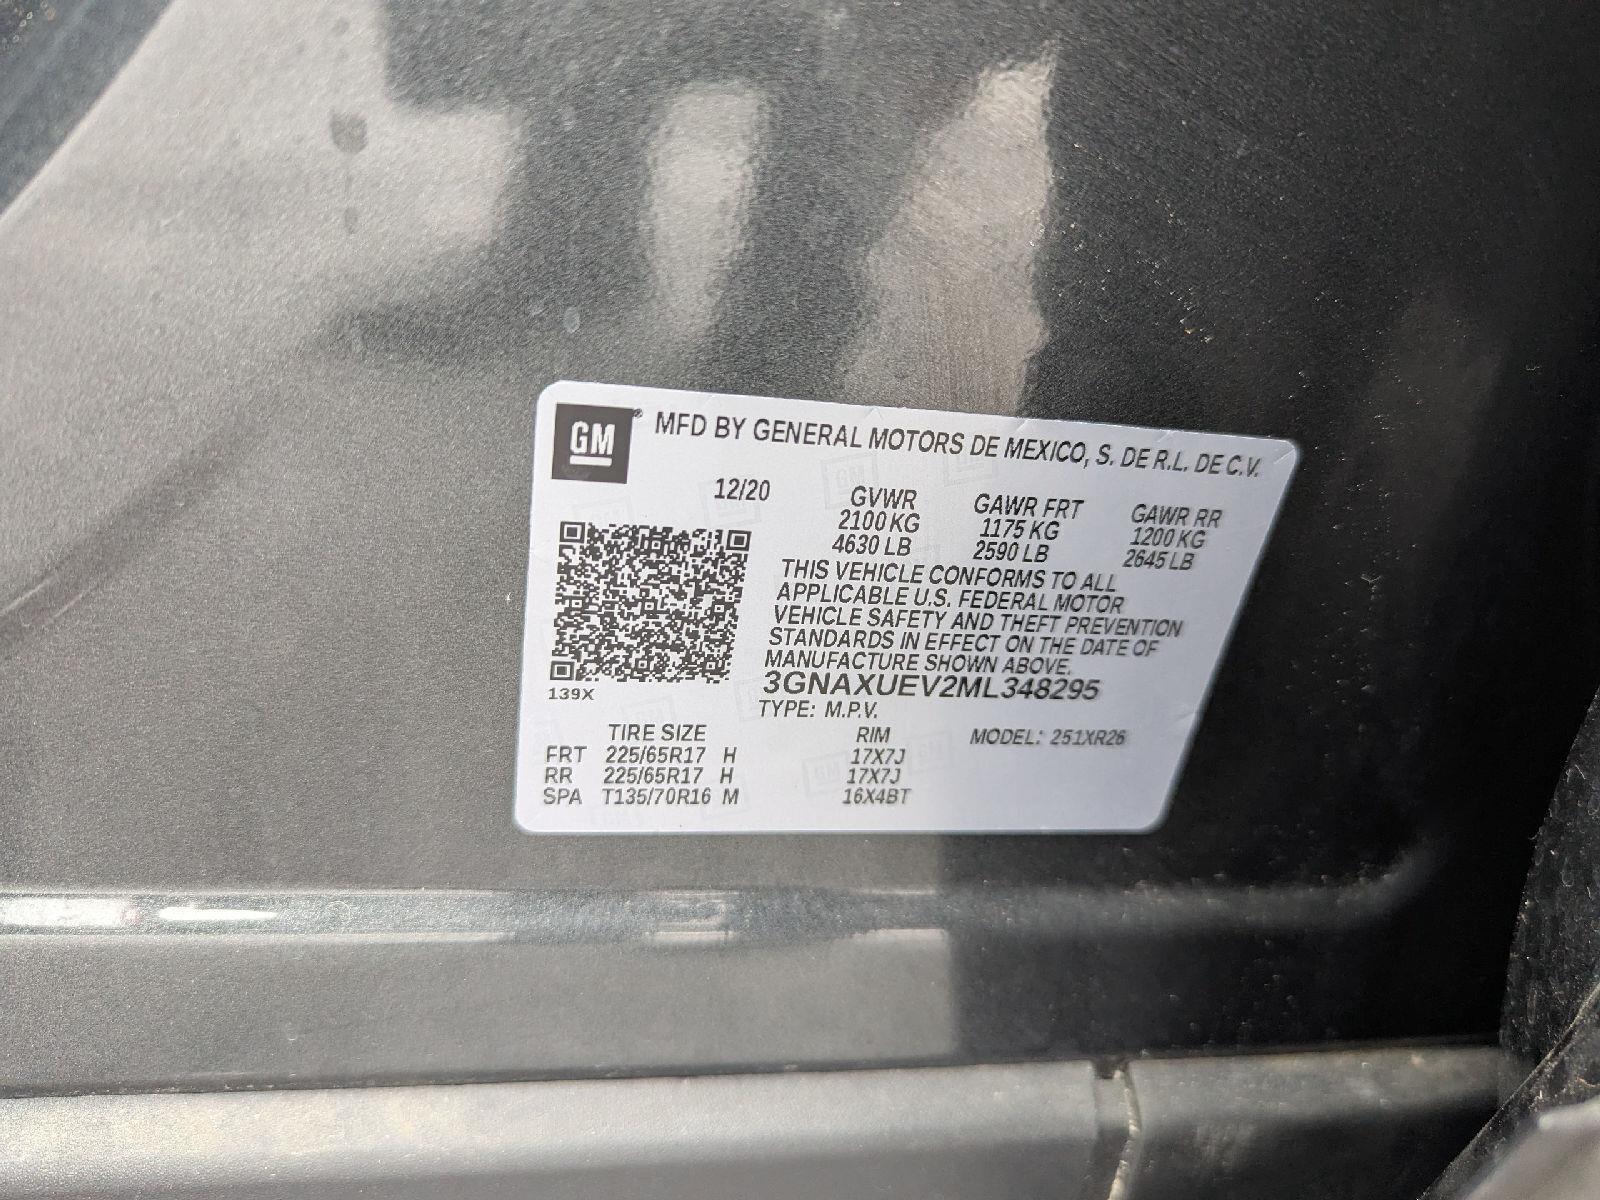 GM® MFD BY GENERAL MOTORS DE MEXICO, S. DE R.L. DE C.V.
12/20 GVWR GAWR FRT GAWR RR
2100 KG 1175 KG 1200 KG
4630 LB 2590 LB 2645 LB
THIS VEHICLE CONFORMS TO ALL
APPLICABLE U.S. FEDERAL MOTOR
VEHICLE SAFETY AND THEFT PREVENTION
STANDARDS IN EFFECT ON THE DATE OF
MANUFACTURE SHOWN ABOVE.
3GNAXUEV2ML348295
139X
TYPE: M.P.V.
TIRE SIZE RIM MODEL: 251XR26
FRT 225/65R17 H 17X7J
RR 225/65R17 H 17X7J
SPA T135/70R16 M 16X4BT